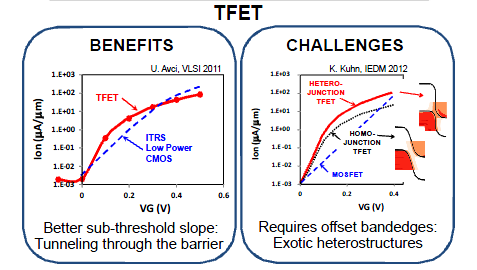 TFET
BENEFITS
U. Avci, VLSI 2011
1.E+03
1.E+02
1.E+01
1.E+00
1.E-01
1.E-02
1.E-03
Ion (µA/µm)
TFET
ITRS
Low Power
CMOS
0
0.2
0.4
0.6
VG (V)
Better sub-threshold slope:
Tunneling through the barrier
CHALLENGES
K. Kuhn, IEDM 2012
1.E+03
1.E+02
1.E+01
1.E+00
1.E-01
1.E-02
1.E-03
Ion (µA/µm)
HETERO-
JUNCTION
TFET
HOMO-
JUNCTION
TFET
MOSFET
0
0.2
0.4
VG (V)
Requires offset bandedges:
Exotic heterostructures